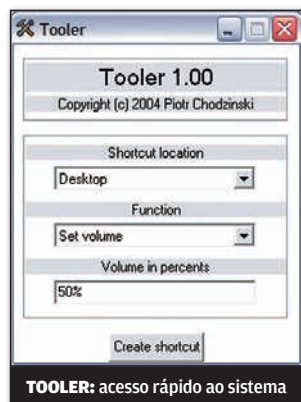 Tooler
Tooler 1.00
Copyright (c) 2004 Piotr Chodzinski
Shortcut location
Desktop
Function
Set volume
Volume in percents
50%
Create shortcut
TOOLER: acesso rápido ao sistema